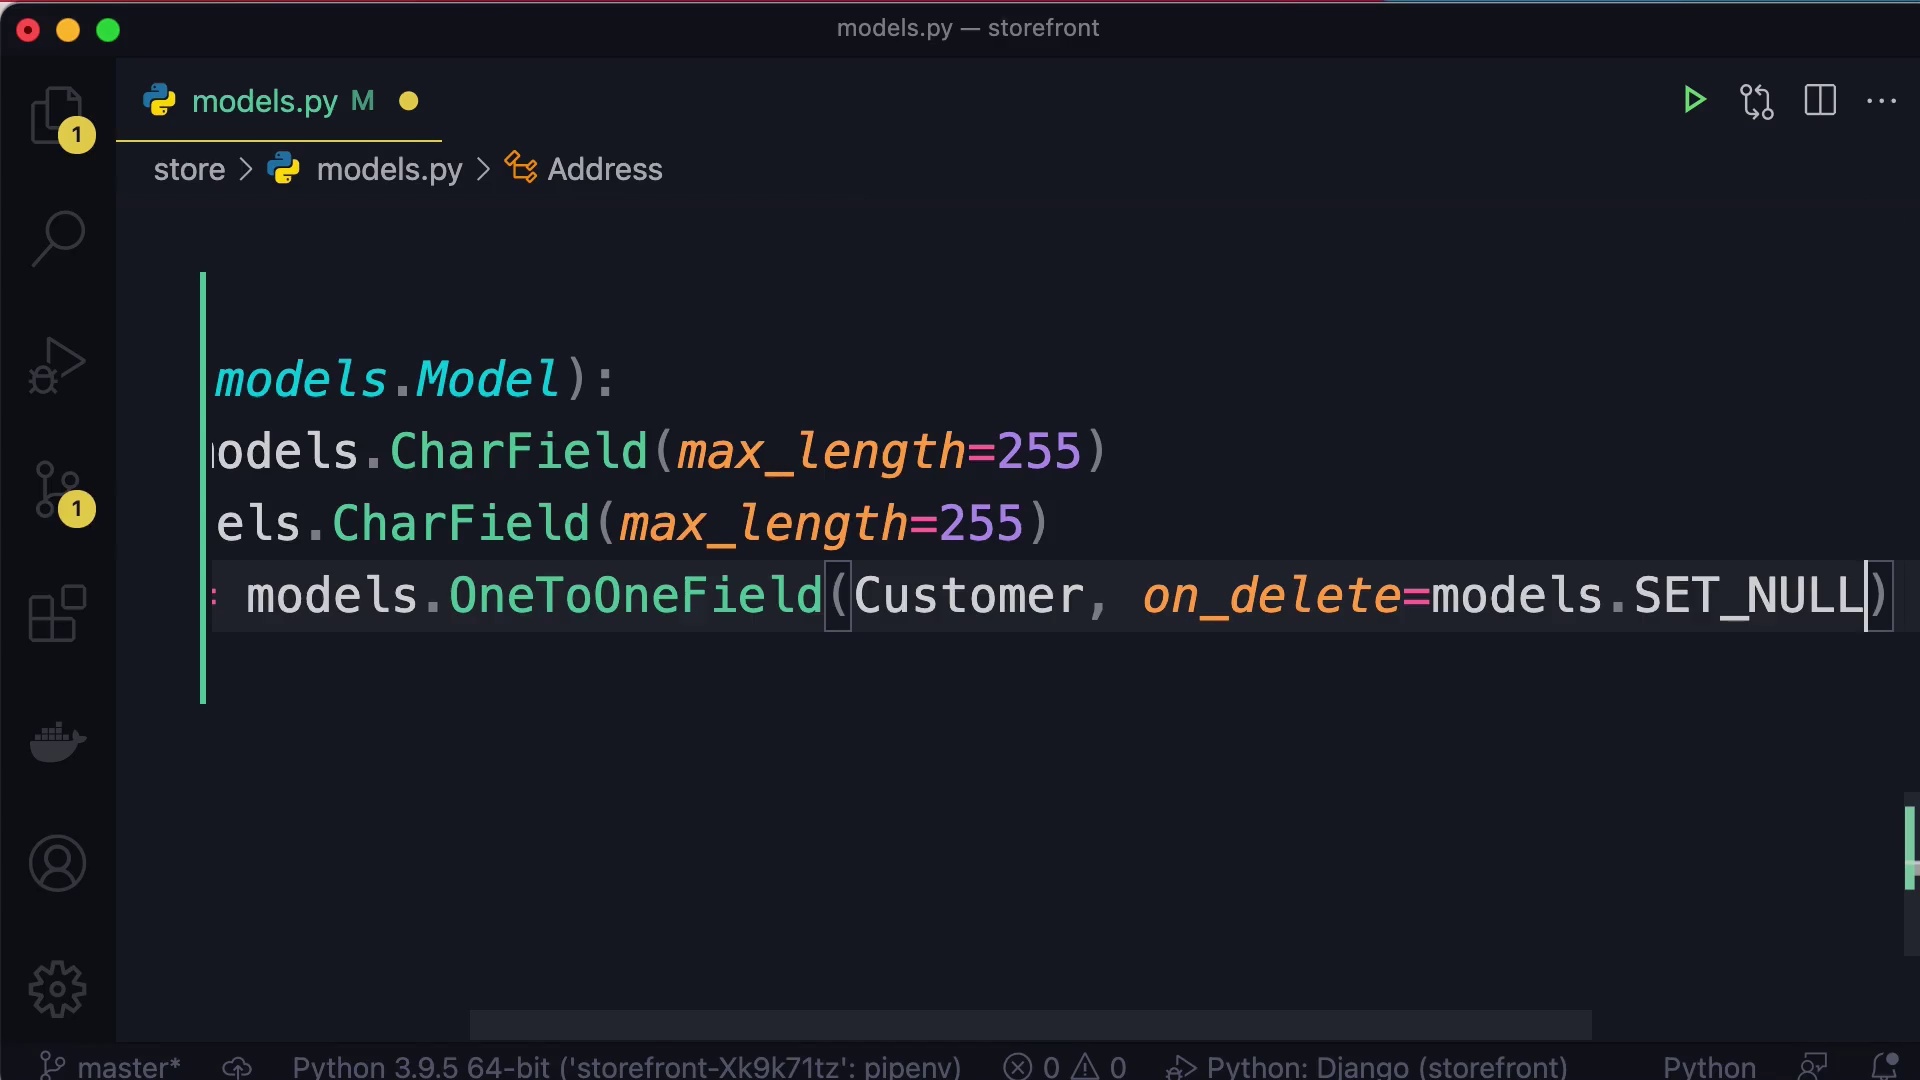 models.py — storefront
models.py M
1
store > models.py > Address
models.Model):
odels.CharField(max_length=255)
els.CharField(max_length=255)
= models.OneToOneField(Customer, on_delete=models.SET_NULL)
1
master* Python 3.9.5 64-bit ('storefront-Xk9k71tz': pipenv) 0 0 Python: Django (storefront) Python